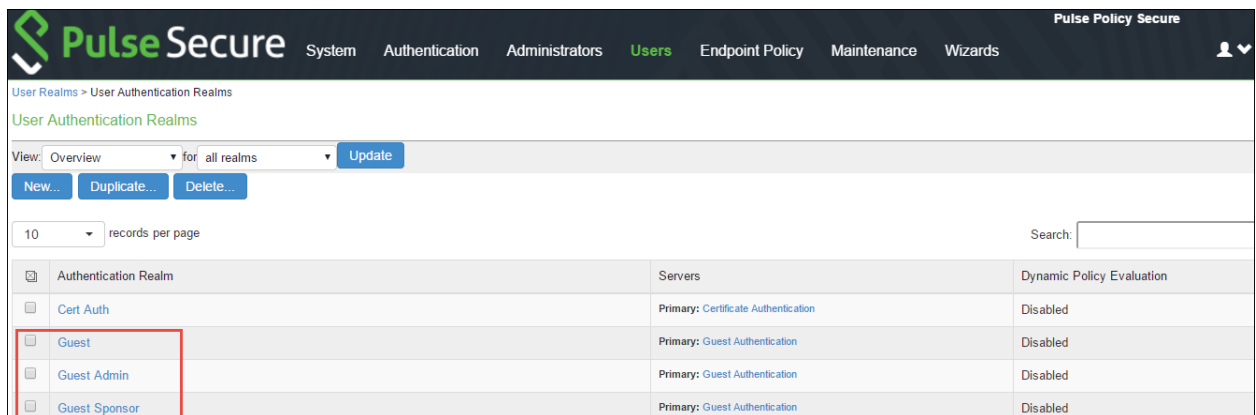 Pulse Policy Secure
Pulse Secure System Authentication Administrators Users Endpoint Policy Maintenance Wizards
User Realms > User Authentication Realms
User Authentication Realms
View: Overview for all realms Update
New... Duplicate... Delete...
10 records per page Search:
Authentication Realm Servers Dynamic Policy Evaluation
Cert Auth Primary: Certificate Authentication Disabled
Guest Primary: Guest Authentication Disabled
Guest Admin Primary: Guest Authentication Disabled
Guest Sponsor Primary: Guest Authentication Disabled